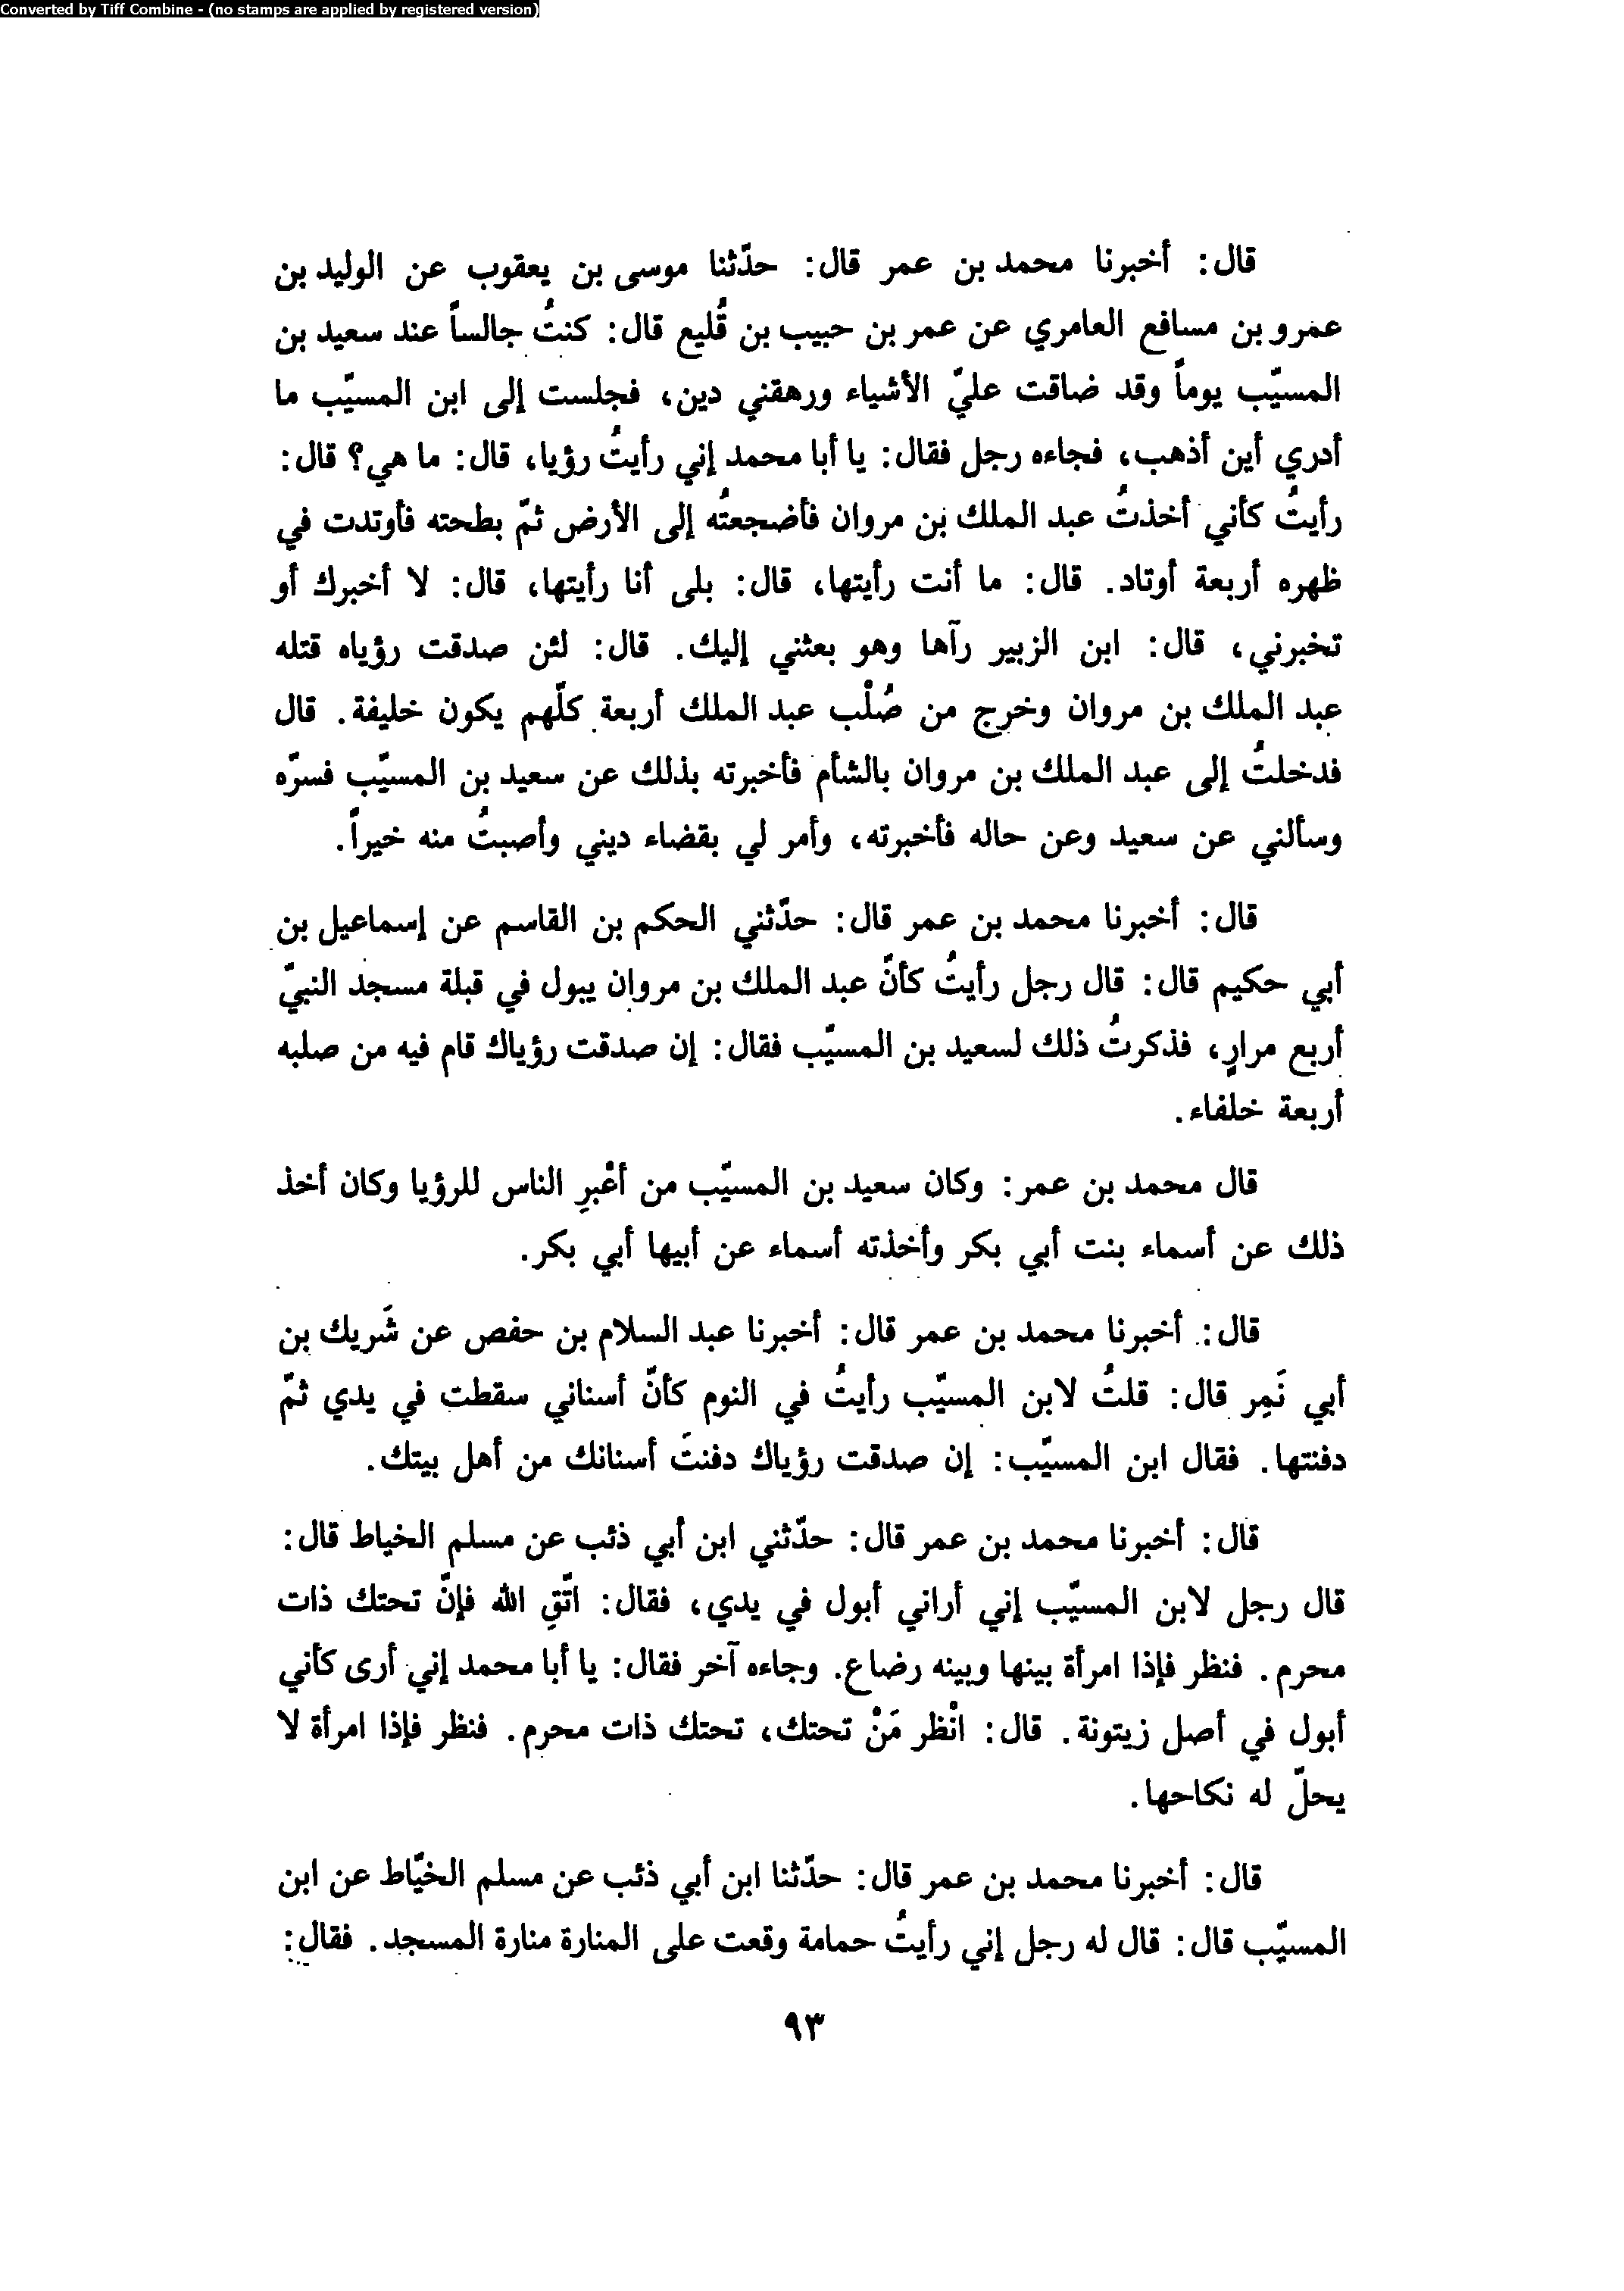 Converted by Tiff Combine - (no stamps are applied by registered version)
قال: أخبرنا محمد بن عمر قال: حدّثنا موسى بن يعقوب عن الوليد بن
عمرو بن مسافع العامري عن عمر بن حبيب بن قُليع قال: كنتُ جالساً عند سعيد بن
المسيّب يوماً وقد ضاقت عليّ الأشياء ورهقني دين، فجلست إلى ابن المسيّب ما
أدري أين أذهب، فجاءه رجل فقال: يا أبا محمد إني رأيتُ رؤيا، قال: ما هي؟ قال:
رأيتُ كأني أخذتُ عبد الملك بن مروان فأضجعتُه إلى الأرض ثمّ بطحته فأوتدت في
ظهره أربعة أوتاد. قال: ما أنت رأيتها، قال: بلى أنا رأيتها، قال: لا أخبرك أو
تخبرني، قال: ابن الزبير رآها وهو بعثني إليك. قال: لئن صدقت رؤياه قتله
عبد الملك بن مروان وخرج من صُلْب عبد الملك أربعة كلّهم يكون خليفة. قال
فدخلتُ إلى عبد الملك بن مروان بالشأم فأخبرته بذلك عن سعيد بن المسيّب فسرّه
وسألني عن سعيد وعن حاله فأخبرته، وأمر لي بقضاء ديني وأصبتُ منه خيراً.
قال: أخبرنا محمد بن عمر قال: حدّثني الحكم بن القاسم عن إسماعيل بن
أبي حكيم قال: قال رجل رأيتُ كأنّ عبد الملك بن مروان يبول في قبلة مسجد النبيّ
أربع مرارٍ، فذكرتُ ذلك لسعيد بن المسيّب فقال: إن صدقت رؤياك قام فيه من صلبه
أربعة خلفاء.
قال محمد بن عمر: وكان سعيد بن المسيّب من أعْبرِ الناس للرؤيا وكان أخذ
ذلك عن أسماء بنت أبي بكر وأخذته أسماء عن أبيها أبي بكر.
قال: أخبرنا محمد بن عمر قال: أخبرنا عبد السلام بن حفص عن شَريك بن
أبي نَمِر قال: قلتُ لابن المسيّب رأيتُ في النوم كأنّ أسناني سقطت في يدي ثمّ
دفنتها. فقال ابن المسيّب: إن صدقت رؤياك دفنتَ أسنانك من أهل بيتك.
قال: أخبرنا محمد بن عمر قال: حدّثني ابن أبي ذئب عن مسلم الخياط قال:
قال رجل لابن المسيّب إني أراني أبول في يدي، فقال: اتّقِ الله فإنّ تحتك ذات
محرم. فنظر فإذا امرأة بينها وبينه رضاع. وجاءه آخر فقال: يا أبا محمد إني أرى كأني
أبول في أصل زيتونة. قال: انْظر مَنْ تحتك، تحتك ذات محرم. فنظر فإذا امرأة لا
يحلّ له نكاحها.
قال: أخبرنا محمد بن عمر قال: حدّثنا ابن أبي ذئب عن مسلم الخيّاط عن ابن
المسيّب قال: قال له رجل إني رأيتُ حمامة وقعت على المنارة منارة المسجد. فقال:
٩٣